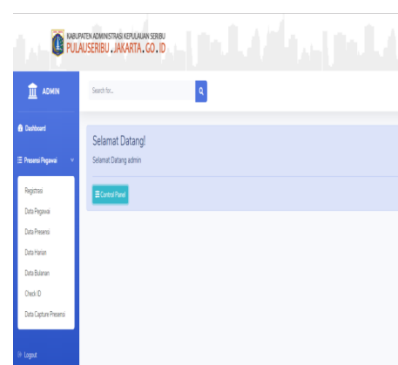 KABUPATEN ADMINISTRASI KEPULAUAN SERIBU
PULAUSERIBU.JAKARTA.GO.ID
ADMIN
Search for...
Dashboard
Presensi Pegawai
Registrasi
Data Pegawai
Data Presensi
Data Harian
Data Bulanan
Check ID
Data Capture Presensi
Logout
Selamat Datang!
Selamat Datang admin
Control Panel